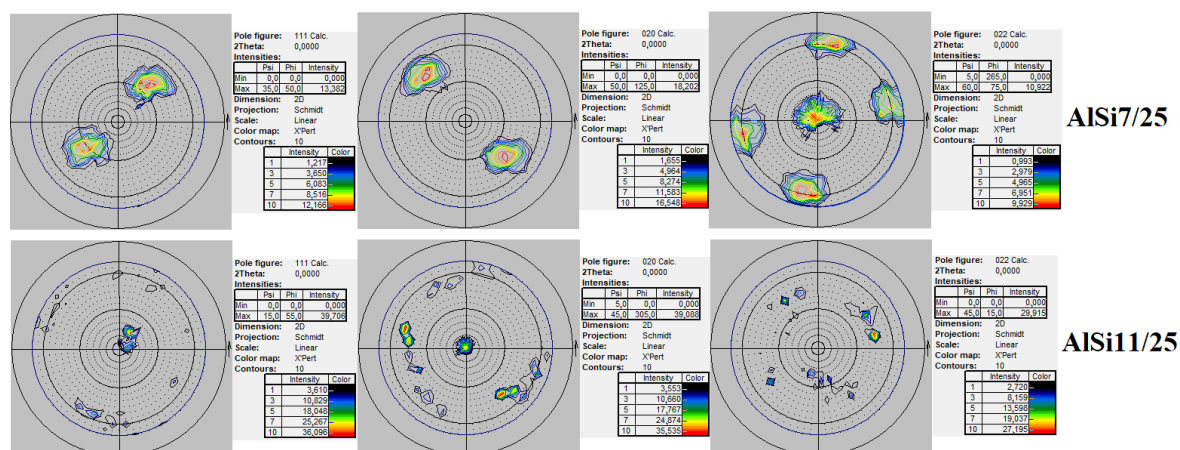 Pole figure: 111 Calc.
2Theta: 0,0000
Intensities:
Psi Phi Intensity
Min 0,0 0,0 0,000
Max 35,0 50,0 13,382
Dimension: 2D
Projection: Schmidt
Scale: Linear
Color map: X'Pert
Contours: 10
Intensity Color
1 1,217
3 3,650
5 6,083
7 8,516
10 12,166
Pole figure: 020 Calc.
2Theta: 0,0000
Intensities:
Psi Phi Intensity
Min 0,0 0,0 0,000
Max 50,0 125,0 18,202
Dimension: 2D
Projection: Schmidt
Scale: Linear
Color map: X'Pert
Contours: 10
Intensity Color
1 1,655
3 4,964
5 8,274
7 11,583
10 16,548
Pole figure: 022 Calc.
2Theta: 0,0000
Intensities:
Psi Phi Intensity
Min 5,0 265,0 0,000
Max 60,0 75,0 10,922
Dimension: 2D
Projection: Schmidt
Scale: Linear
Color map: X'Pert
Contours: 10
Intensity Color
1 0,993
3 2,979
5 4,965
7 6,951
10 9,929
AlSi7/25
Pole figure: 111 Calc.
2Theta: 0,0000
Intensities:
Psi Phi Intensity
Min 0,0 0,0 0,000
Max 15,0 55,0 39,706
Dimension: 2D
Projection: Schmidt
Scale: Linear
Color map: X'Pert
Contours: 10
Intensity Color
1 3,610
3 10,829
5 18,048
7 25,267
10 36,096
Pole figure: 020 Calc.
2Theta: 0,0000
Intensities:
Psi Phi Intensity
Min 5,0 0,0 0,000
Max 45,0 305,0 39,088
Dimension: 2D
Projection: Schmidt
Scale: Linear
Color map: X'Pert
Contours: 10
Intensity Color
1 3,553
3 10,660
5 17,767
7 24,874
10 35,535
Pole figure: 022 Calc.
2Theta: 0,0000
Intensities:
Psi Phi Intensity
Min 0,0 0,0 0,000
Max 45,0 15,0 29,915
Dimension: 2D
Projection: Schmidt
Scale: Linear
Color map: X'Pert
Contours: 10
Intensity Color
1 2,720
3 8,159
5 13,598
7 19,037
10 27,195
AlSi11/25